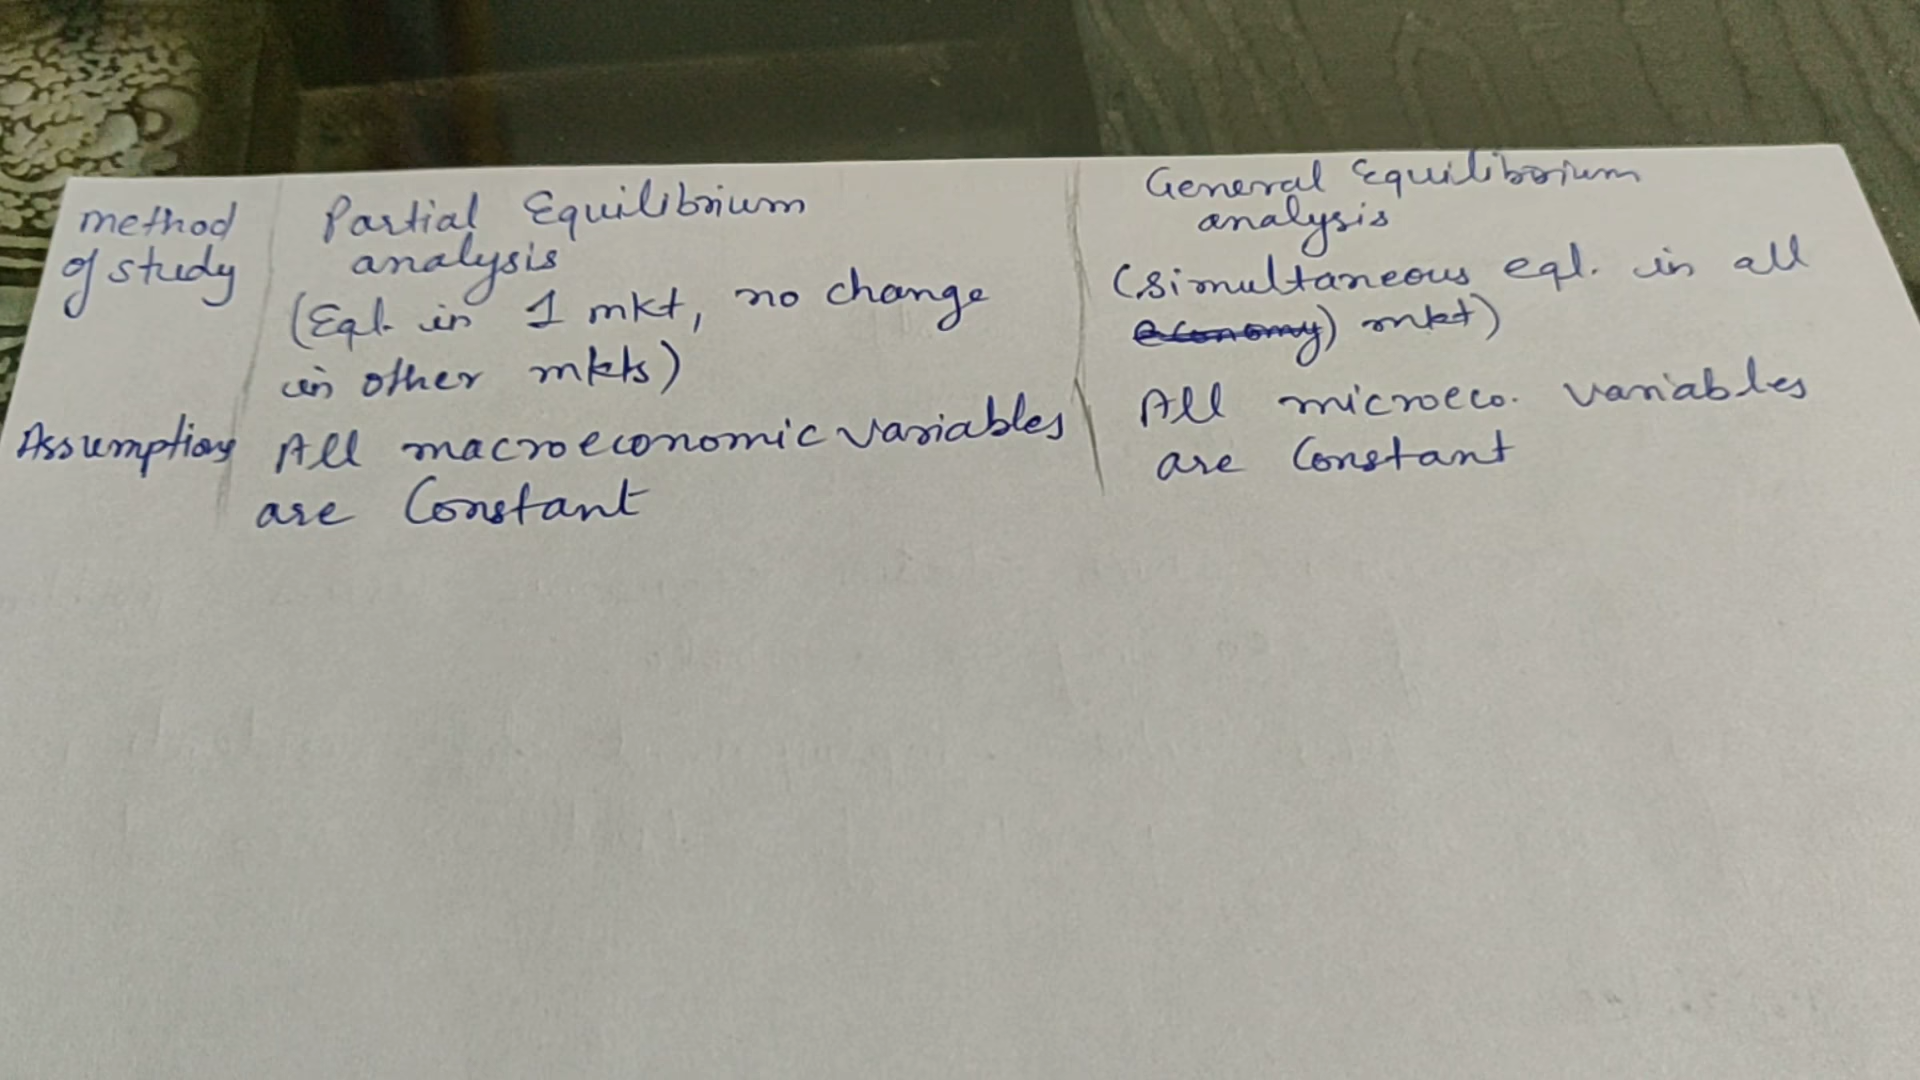 method of study
Partial Equilibrium
analysis
(Eql. in 1 mkt, no change
in other mkts)
General Equilibrium
analysis
(simultaneous eql. in all
economy) mkt)
Assumptions
All macroeconomic variables
are Constant
All microeco. variables
are Constant